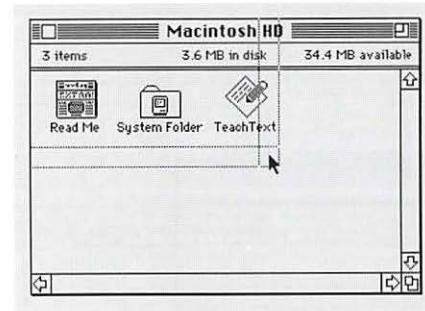 Macintosh HD
3 items 3.6 MB in disk 34.4 MB available
Read Me System Folder TeachText